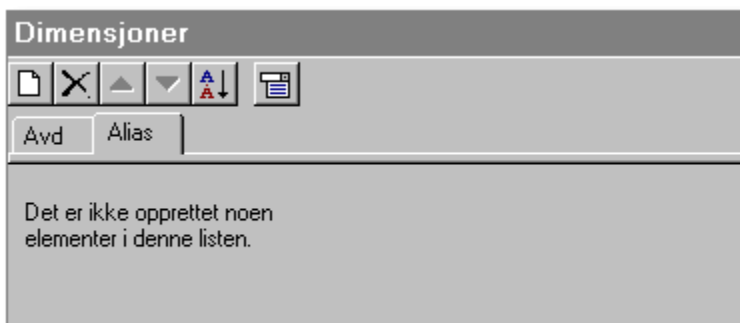 Dimensjoner
Avd Alias
Det er ikke opprettet noen
elementer i denne listen.